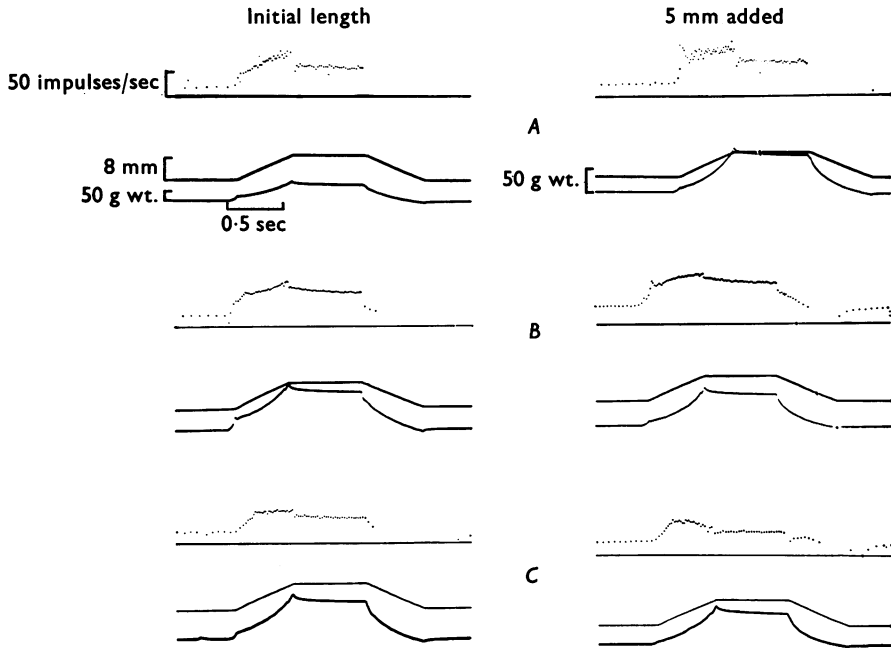 Initial length
5 mm added
50 impulses/sec
A
8 mm
50 g wt.
50 g wt.
0·5 sec
B
C